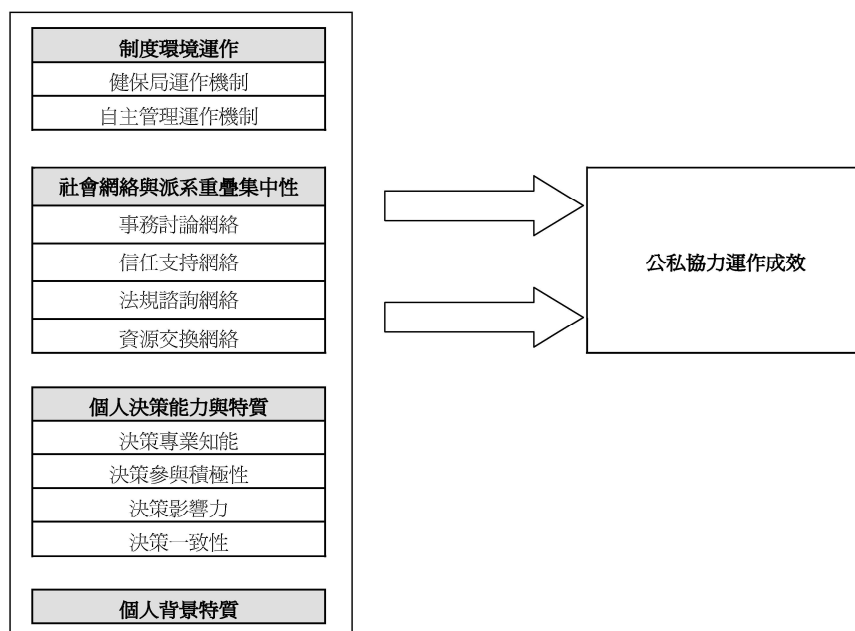 制度環境運作
健保局運作機制
自主管理運作機制
社會網絡與派系重疊集中性
事務討論網絡
信任支持網絡
法規諮詢網絡
資源交換網絡
公私協力運作成效
個人決策能力與特質
決策專業知能
決策參與積極性
決策影響力
決策一致性
個人背景特質